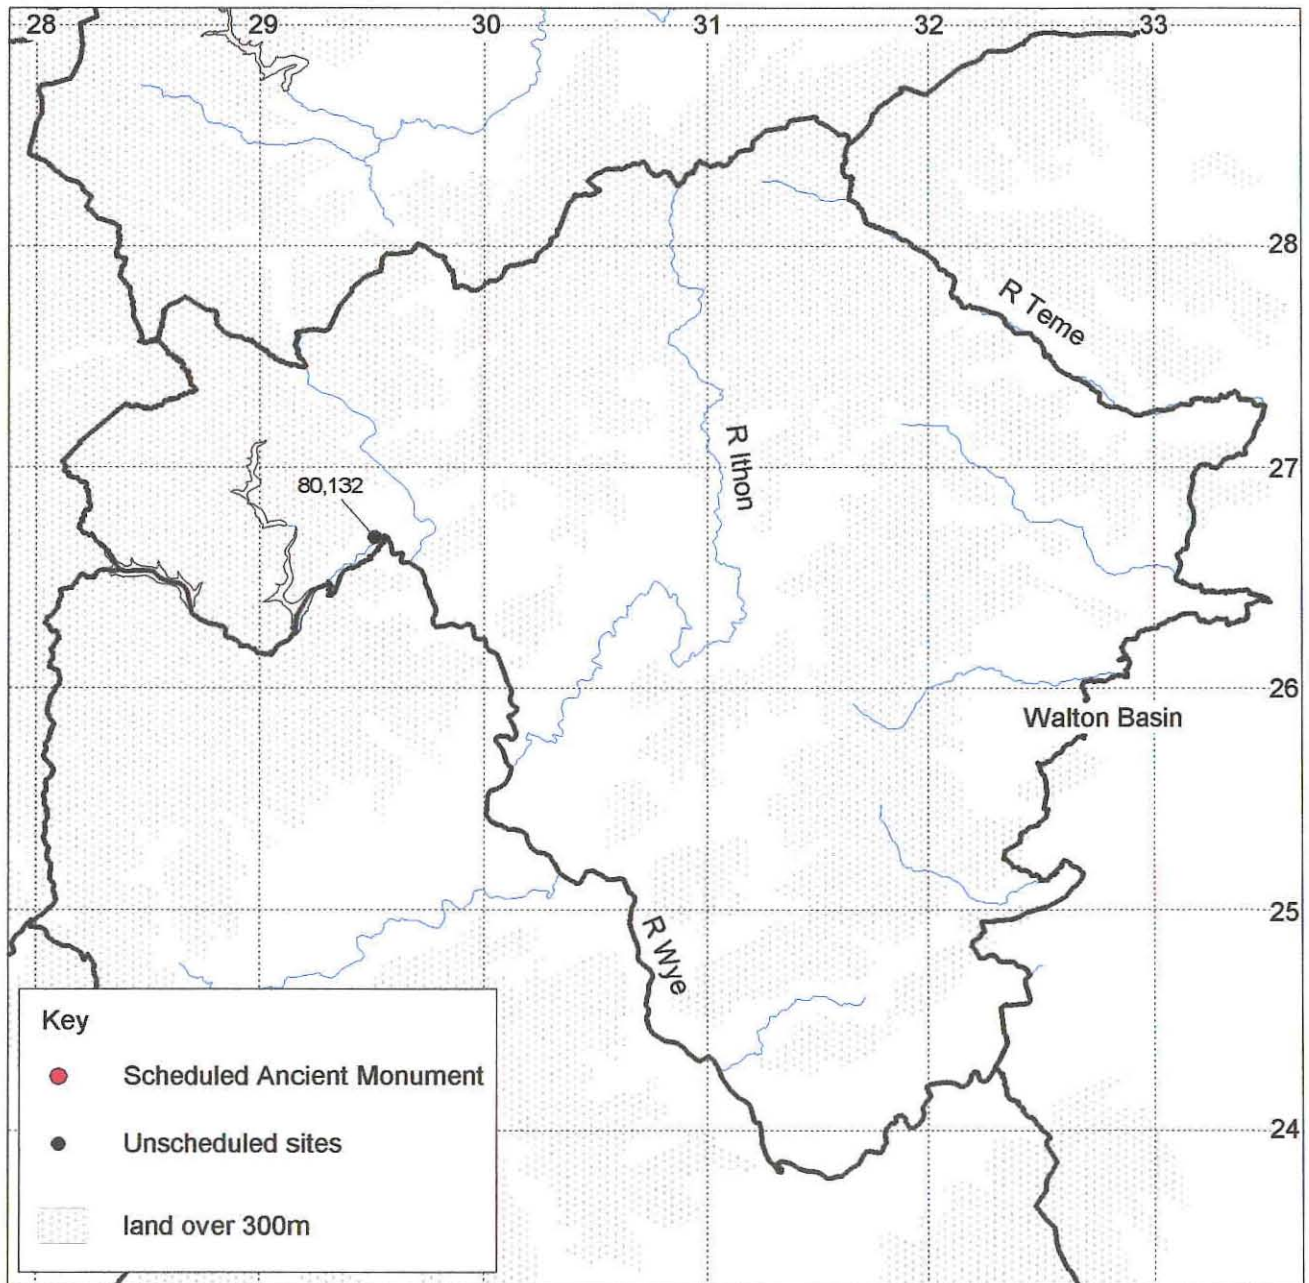 28 29 30 31 32 33
28
R Teme
27
R Ithon
80,132
26
Walton Basin
25
R Wye
Key
Scheduled Ancient Monument
Unscheduled sites
24
land over 300m